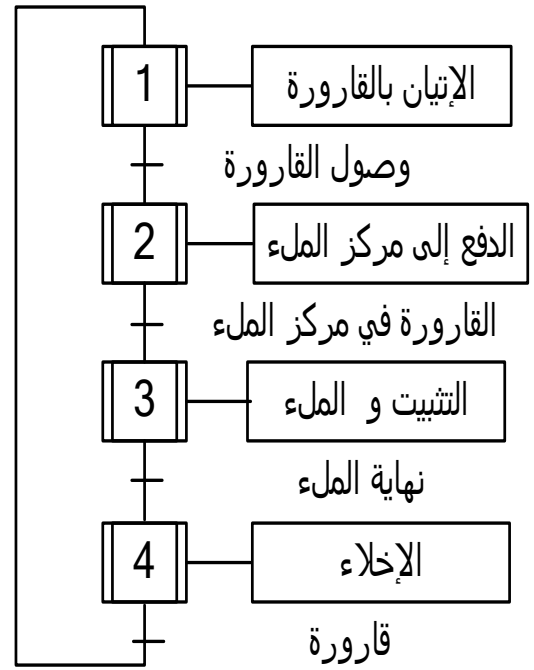 1 الإتيان بالقارورة
وصول القارورة
2 الدفع إلى مركز الملء
القارورة في مركز الملء
3 التثبيت و الملء
نهاية الملء
4 الإخلاء
قارورة